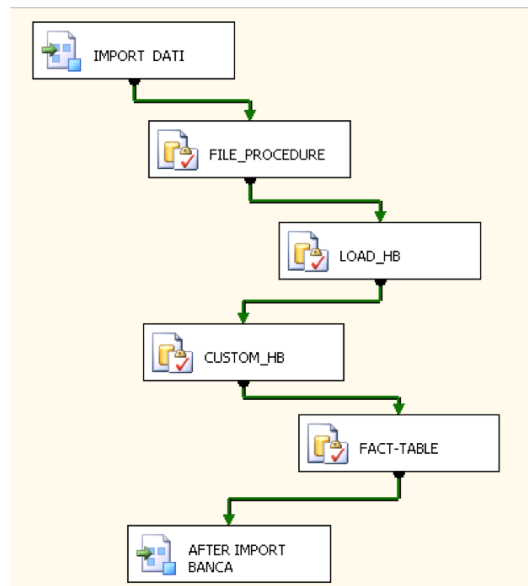 IMPORT DATI
FILE_PROCEDURE
LOAD_HB
CUSTOM_HB
FACT-TABLE
AFTER IMPORT
BANCA